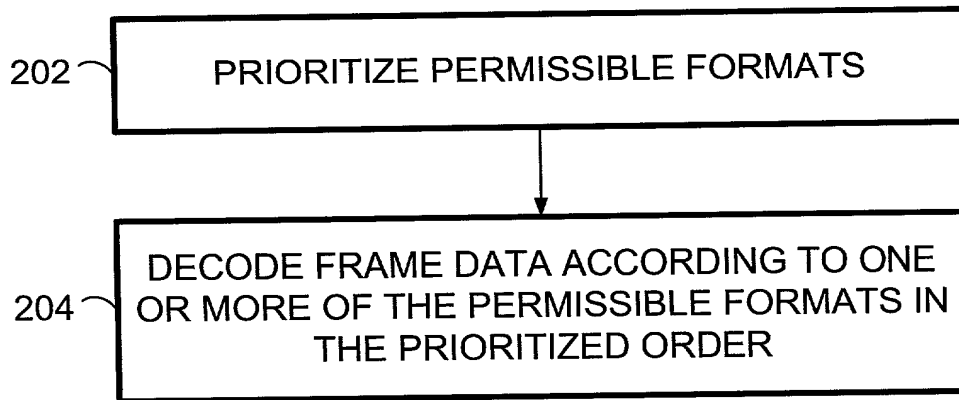 202
PRIORITIZE PERMISSIBLE FORMATS
204
DECODE FRAME DATA ACCORDING TO ONE
OR MORE OF THE PERMISSIBLE FORMATS IN
THE PRIORITIZED ORDER